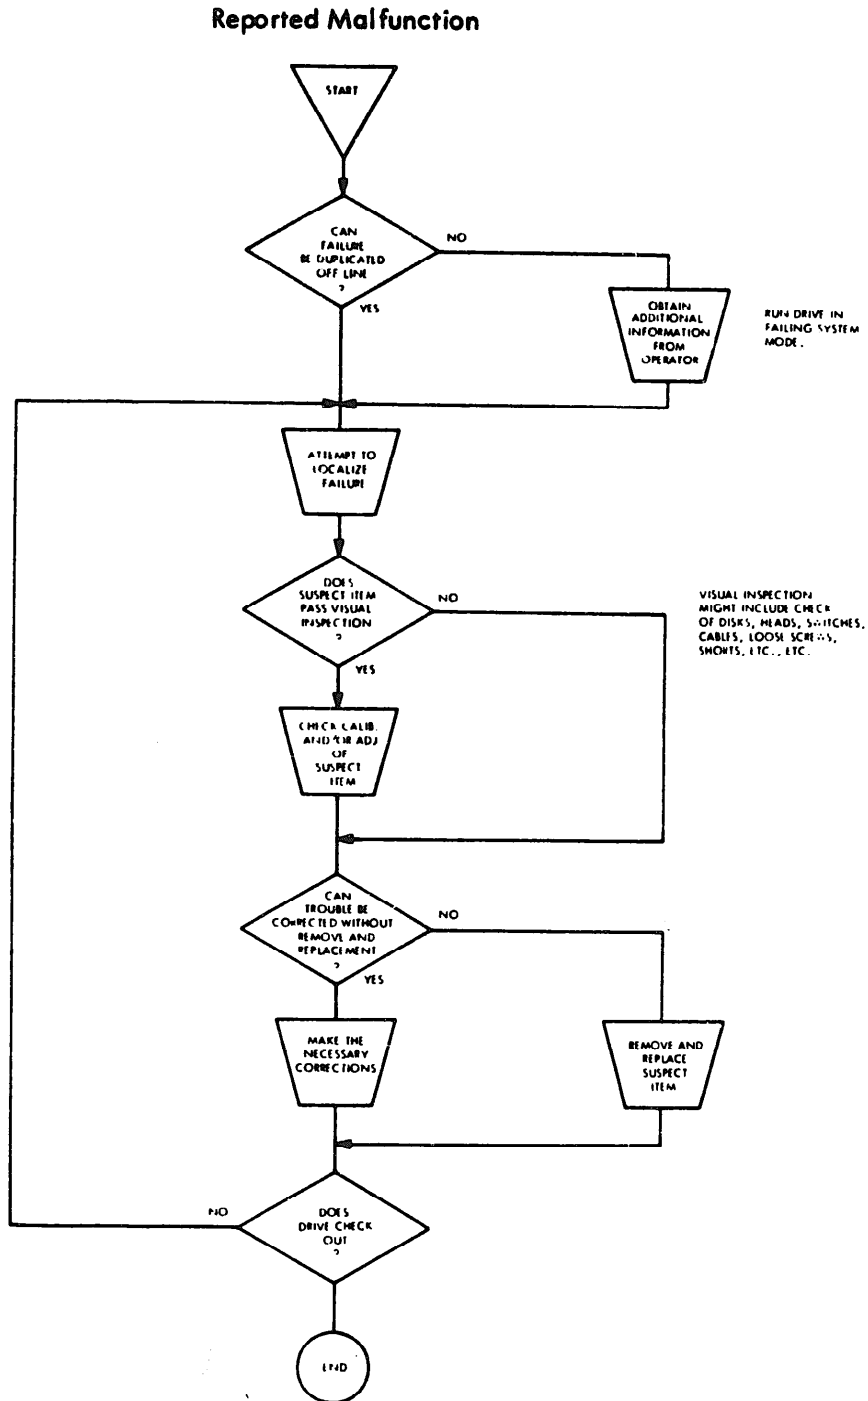 Reported Malfunction
START
CAN
FAILURE
BE DUPLICATED
OFF LINE
?
NO
YES
OBTAIN
ADDITIONAL
INFORMATION
FROM
OPERATOR
RUN DRIVE IN
FAILING SYSTEM
MODE.
ATTEMPT TO
LOCALIZE
FAILURE
DOES
SUSPECT ITEM
PASS VISUAL
INSPECTION
?
NO
YES
VISUAL INSPECTION
MIGHT INCLUDE CHECK
OF DISKS, HEADS, SWITCHES,
CABLES, LOOSE SCREWS,
SHORTS, ETC., ETC.
CHECK CALIB.
AND/OR ADJ
OF
SUSPECT
ITEM
CAN
TROUBLE BE
CORRECTED WITHOUT
REMOVE AND
REPLACEMENT
?
NO
YES
MAKE THE
NECESSARY
CORRECTIONS
REMOVE AND
REPLACE
SUSPECT
ITEM
NO
DOES
DRIVE CHECK
OUT
?
END